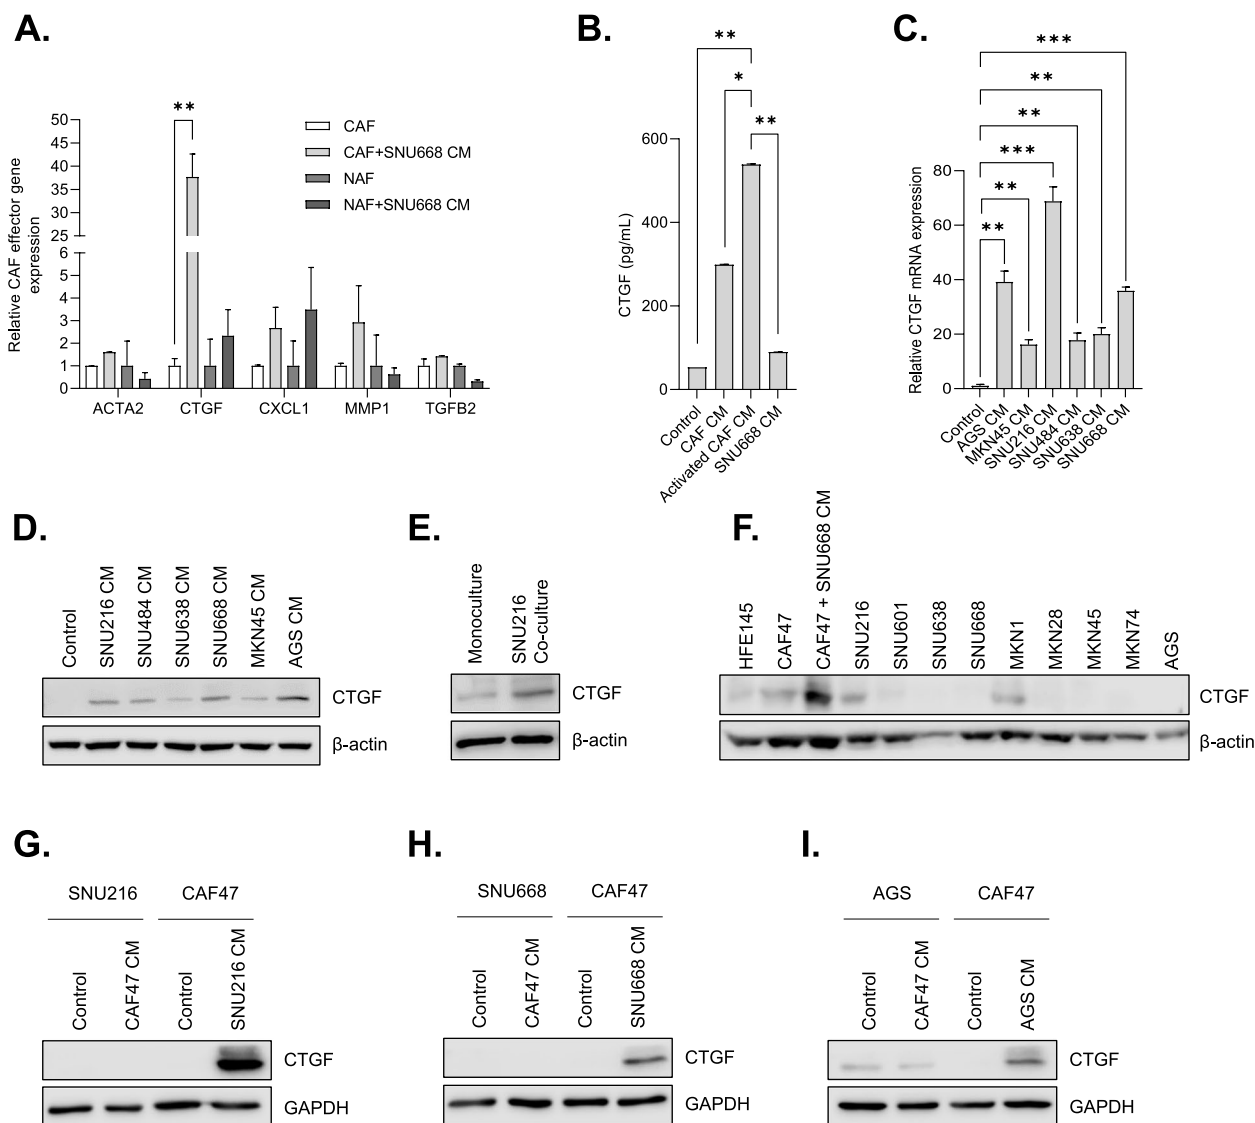 A.
Relative CAF effector gene
expression
50
45
40
35
30
25
6
5
4
3
2
1
0
**
CAF
CAF+SNU668 CM
NAF
NAF+SNU668 CM
ACTA2
CTGF
CXCL1
MMP1
TGFB2
B.
CTGF (pg/mL)
600
400
200
0
**
*
**
Control
CAF CM
Activated CAF CM
SNU668 CM
C.
Relative CTGF mRNA expression
80
60
40
20
0
***
**
**
***
**
**
Control
AGS CM
MKN45 CM
SNU216 CM
SNU484 CM
SNU638 CM
SNU668 CM
D.
Control
SNU216 CM
SNU484 CM
SNU638 CM
SNU668 CM
MKN45 CM
AGS CM
CTGF
β-actin
E.
Monoculture
SNU216
Co-culture
CTGF
β-actin
F.
HFE145
CAF47
CAF47 + SNU668 CM
SNU216
SNU601
SNU638
SNU668
MKN1
MKN28
MKN45
MKN74
AGS
CTGF
β-actin
G.
SNU216
CAF47
Control
CAF47 CM
Control
SNU216 CM
CTGF
GAPDH
H.
SNU668
CAF47
Control
CAF47 CM
Control
SNU668 CM
CTGF
GAPDH
I.
AGS
CAF47
Control
CAF47 CM
Control
AGS CM
CTGF
GAPDH